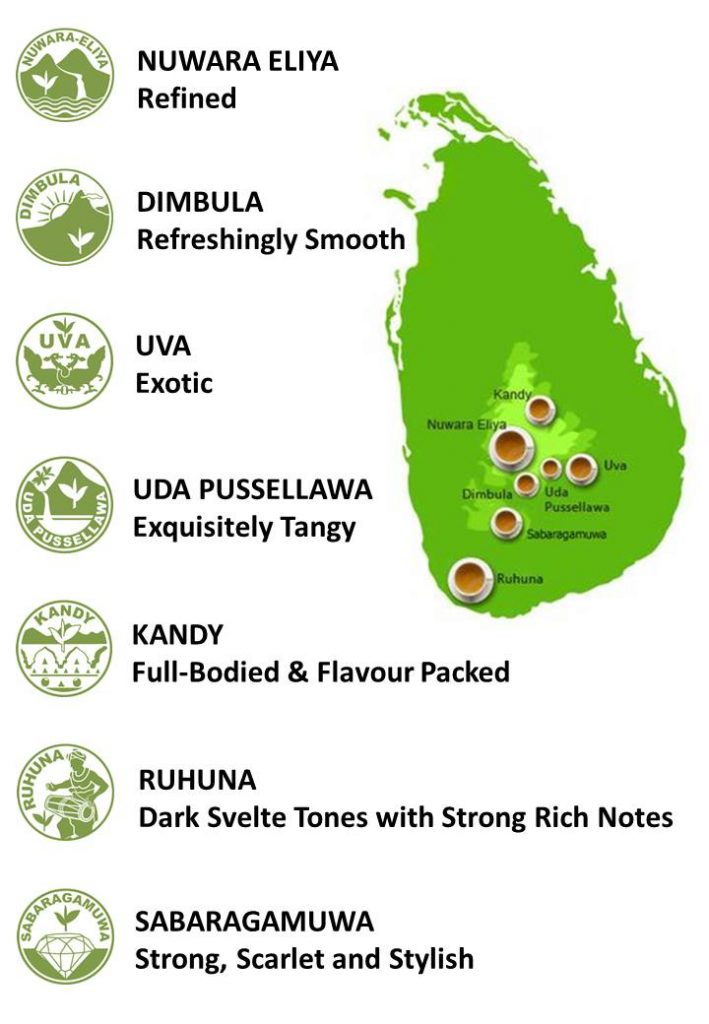 NUWARA-ELIYA
NUWARA ELIYA
Refined
DIMBULA
DIMBULA
Refreshingly Smooth
UVA
UVA
Exotic
UDA PUSSELLAWA
UDA PUSSELLAWA
Exquisitely Tangy
KANDY
KANDY
Full-Bodied & Flavour Packed
RUHUNA
RUHUNA
Dark Svelte Tones with Strong Rich Notes
SABARAGAMUWA
SABARAGAMUWA
Strong, Scarlet and Stylish
Kandy
Nuwara Eliya
Uva
Dimbula
Uda
Pussellawa
Sabaragamuwa
Ruhuna